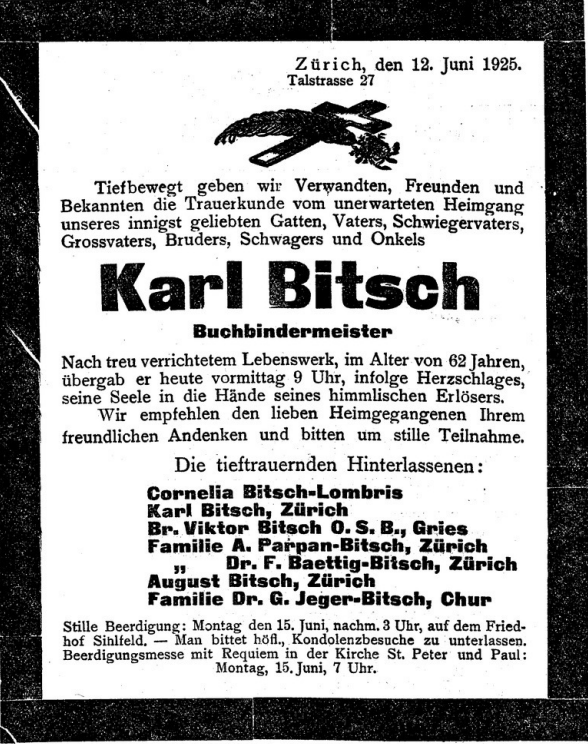 Zürich, den 12. Juni 1925.
Talstrasse 27
Tiefbewegt geben wir Verwandten, Freunden und
Bekannten die Trauerkunde vom unerwarteten Heimgang
unseres innigst geliebten Gatten, Vaters, Schwiegervaters,
Grossvaters, Bruders, Schwagers und Onkels
Karl Bitsch
Buchbindermeister
Nach treu verrichtetem Lebenswerk, im Alter von 62 Jahren,
übergab er heute vormittag 9 Uhr, infolge Herzschlages,
seine Seele in die Hände seines himmlischen Erlösers.
Wir empfehlen den lieben Heimgegangenen Ihrem
freundlichen Andenken und bitten um stille Teilnahme.
Die tieftrauernden Hinterlassenen:
Cornelia Bitsch-Lombris
Karl Bitsch, Zürich
Br. Viktor Bitsch O. S. B., Gries
Familie A. Parpan-Bitsch, Zürich
„ Dr. F. Baettig-Bitsch, Zürich
August Bitsch, Zürich
Familie Dr. G. Jeger-Bitsch, Chur
Stille Beerdigung: Montag den 15. Juni, nachm. 3 Uhr, auf dem Fried-
hof Sihlfeld. — Man bittet höfl., Kondolenzbesuche zu unterlassen.
Beerdigungsmesse mit Requiem in der Kirche St. Peter und Paul:
Montag, 15. Juni, 7 Uhr.